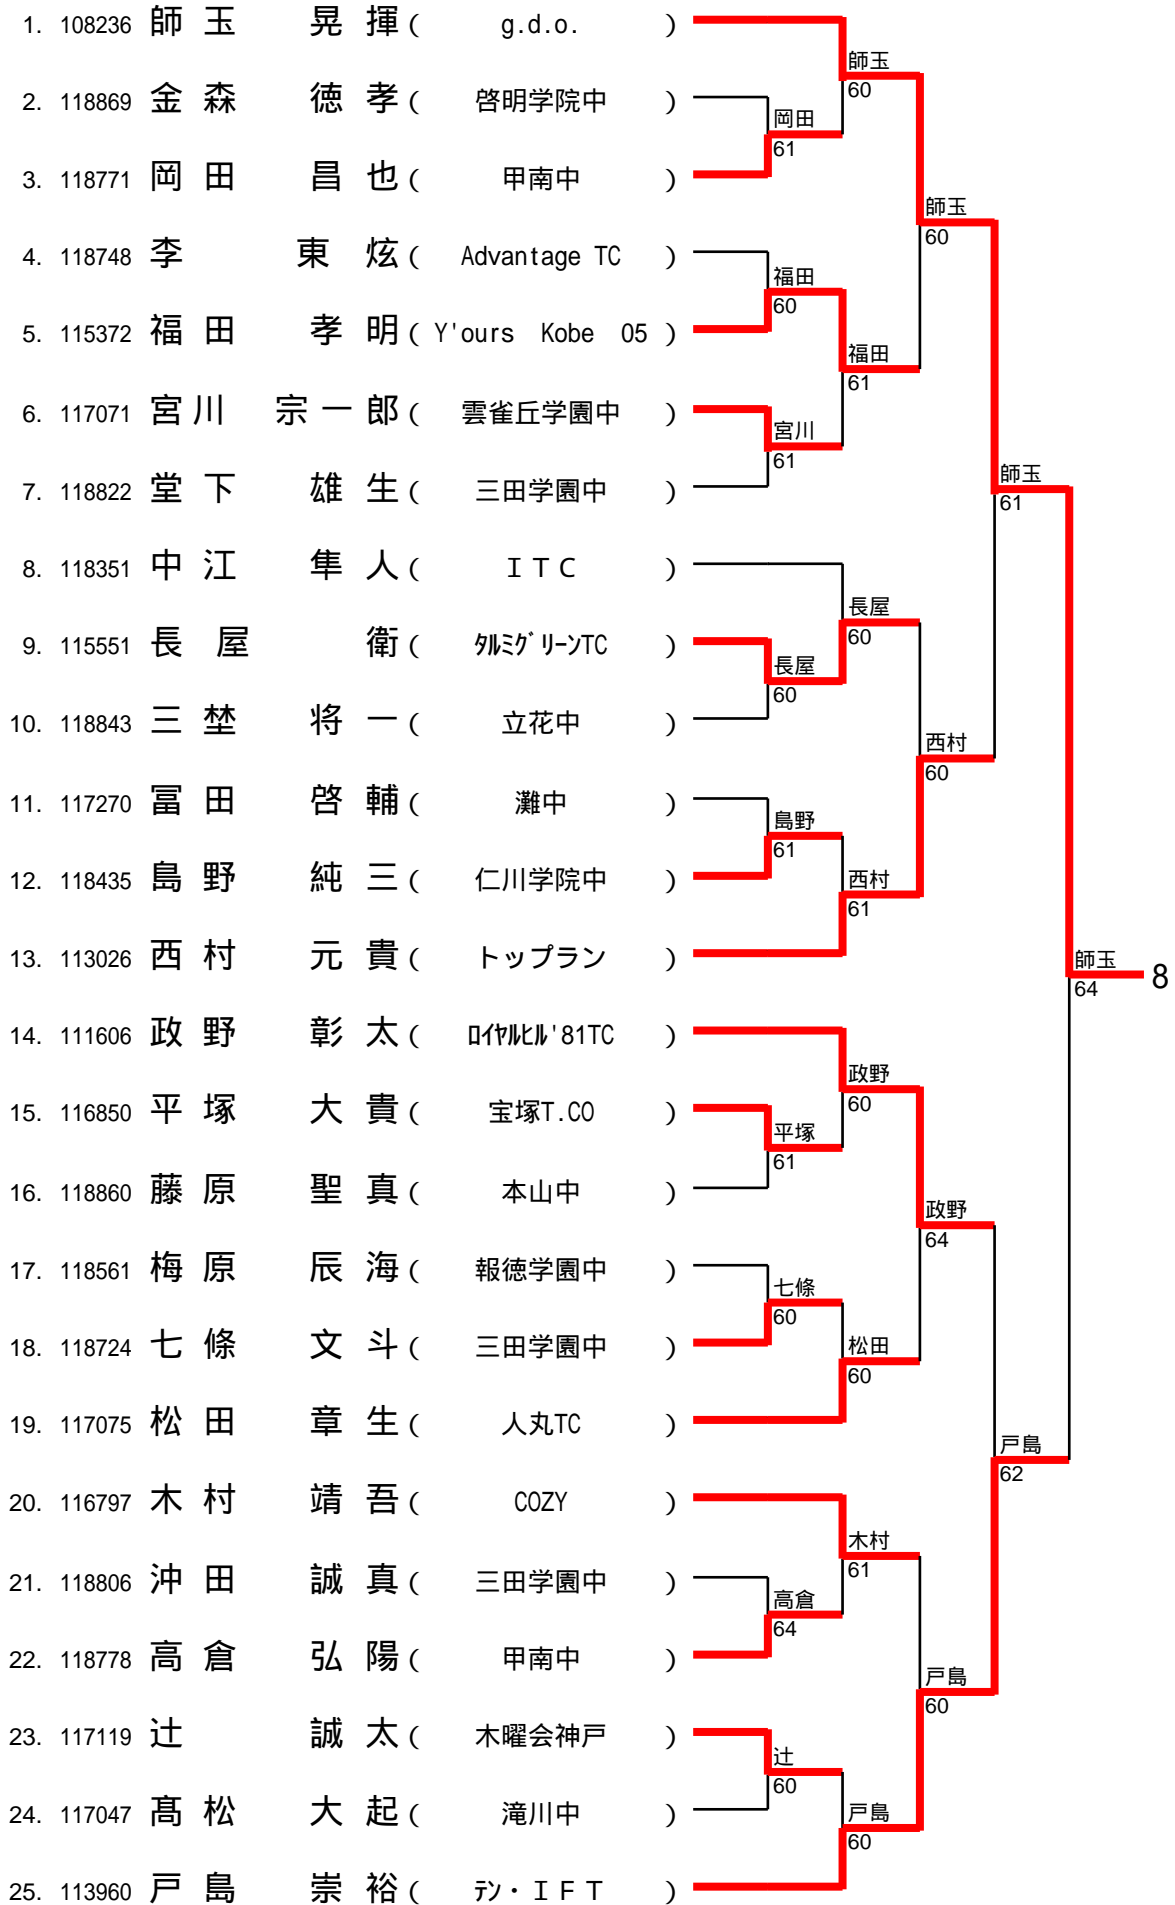 1. 108236 師玉 晃揮 ( g.d.o. )
師玉
60
2. 118869 金森 徳孝 ( 啓明学院中 )
岡田
61
3. 118771 岡田 昌也 ( 甲南中 )
師玉
60
4. 118748 李 東炫 ( Advantage TC )
福田
60
5. 115372 福田 孝明 ( Y'ours Kobe 05 )
福田
61
6. 117071 宮川 宗一郎 ( 雲雀丘学園中 )
宮川
61
7. 118822 堂下 雄生 ( 三田学園中 )
師玉
61
8. 118351 中江 隼人 ( ITC )
長屋
60
9. 115551 長屋 衛 ( タルミグリーンTC )
長屋
60
10. 118843 三埜 将一 ( 立花中 )
西村
60
11. 117270 冨田 啓輔 ( 灘中 )
島野
61
12. 118435 島野 純三 ( 仁川学院中 )
西村
61
13. 113026 西村 元貴 ( トップラン )
師玉
64
8
14. 111606 政野 彰太 ( ロイヤルヒル'81TC )
政野
60
15. 116850 平塚 大貴 ( 宝塚T.CO )
平塚
61
16. 118860 藤原 聖真 ( 本山中 )
政野
64
17. 118561 梅原 辰海 ( 報徳学園中 )
七條
60
18. 118724 七條 文斗 ( 三田学園中 )
松田
60
19. 117075 松田 章生 ( 人丸TC )
戸島
62
20. 116797 木村 靖吾 ( COZY )
木村
61
21. 118806 沖田 誠真 ( 三田学園中 )
高倉
64
22. 118778 高倉 弘陽 ( 甲南中 )
戸島
60
23. 117119 辻 誠太 ( 木曜会神戸 )
辻
60
24. 117047 髙松 大起 ( 滝川中 )
戸島
60
25. 113960 戸島 崇裕 ( テン・IFT )